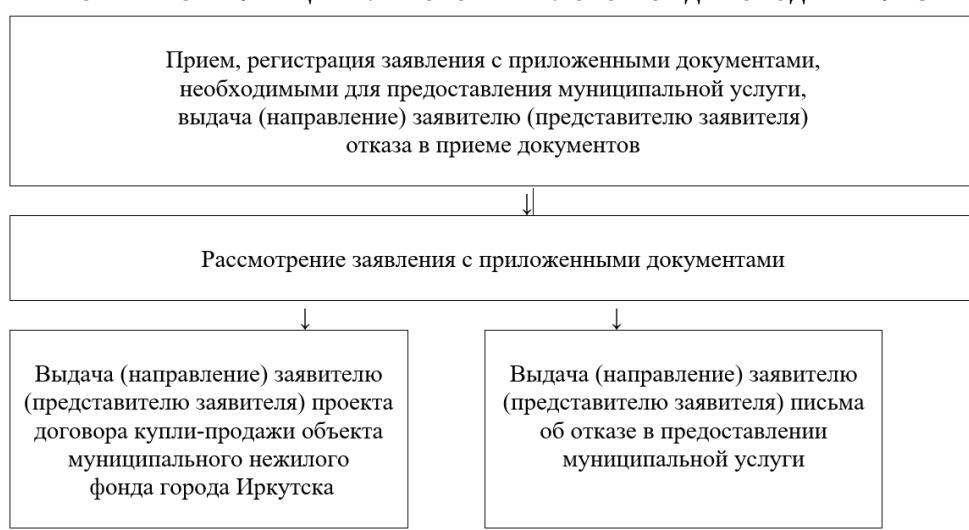 Прием, регистрация заявления с приложенными документами,
необходимыми для предоставления муниципальной услуги,
выдача (направление) заявителю (представителю заявителя)
отказа в приеме документов
↓
Рассмотрение заявления с приложенными документами
↓ ↓
Выдача (направление) заявителю
(представителю заявителя) проекта
договора купли-продажи объекта
муниципального нежилого
фонда города Иркутска
Выдача (направление) заявителю
(представителю заявителя) письма
об отказе в предоставлении
муниципальной услуги